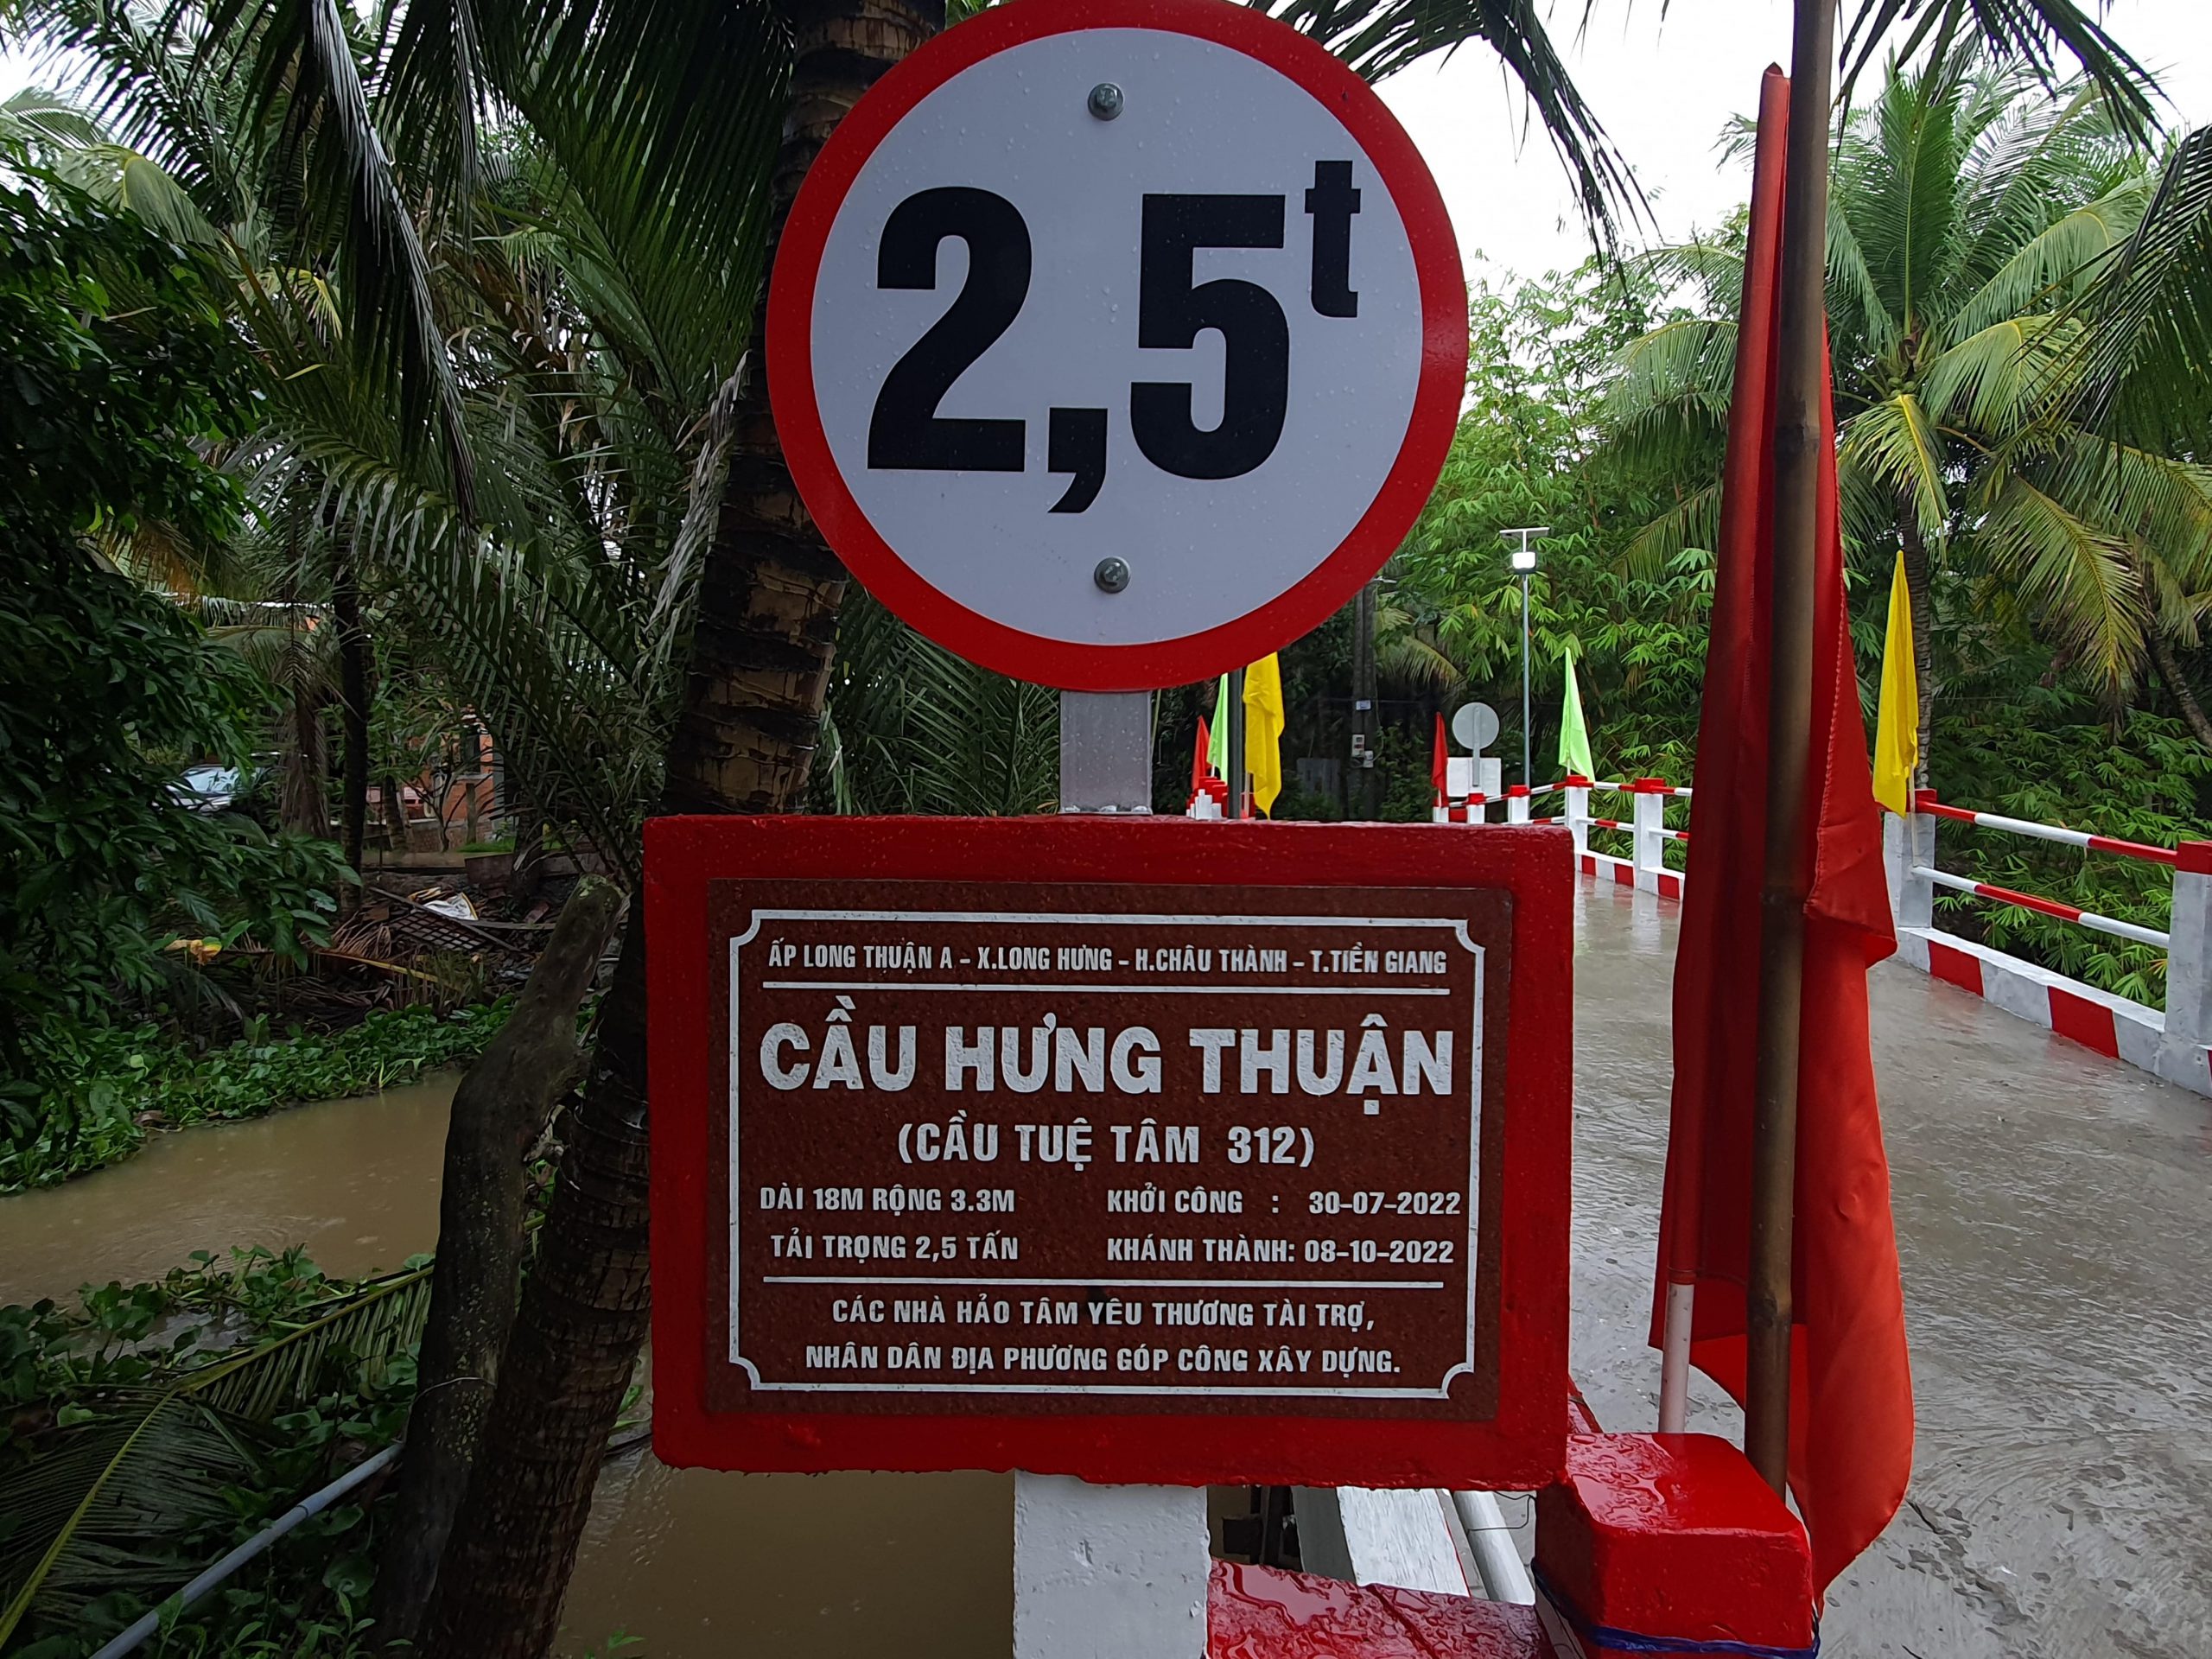 2,5t
ẤP LONG THUẬN A - X.LONG HƯNG - H.CHÂU THÀNH - T.TIỀN GIANG
CẦU HƯNG THUẬN
(CẦU TUỆ TÂM 312)
DÀI 18M RỘNG 3.3M KHỞI CÔNG : 30-07-2022
TẢI TRỌNG 2,5 TẤN KHÁNH THÀNH: 08-10-2022
CÁC NHÀ HẢO TÂM YÊU THƯƠNG TÀI TRỢ,
NHÂN DÂN ĐỊA PHƯƠNG GÓP CÔNG XÂY DỰNG.